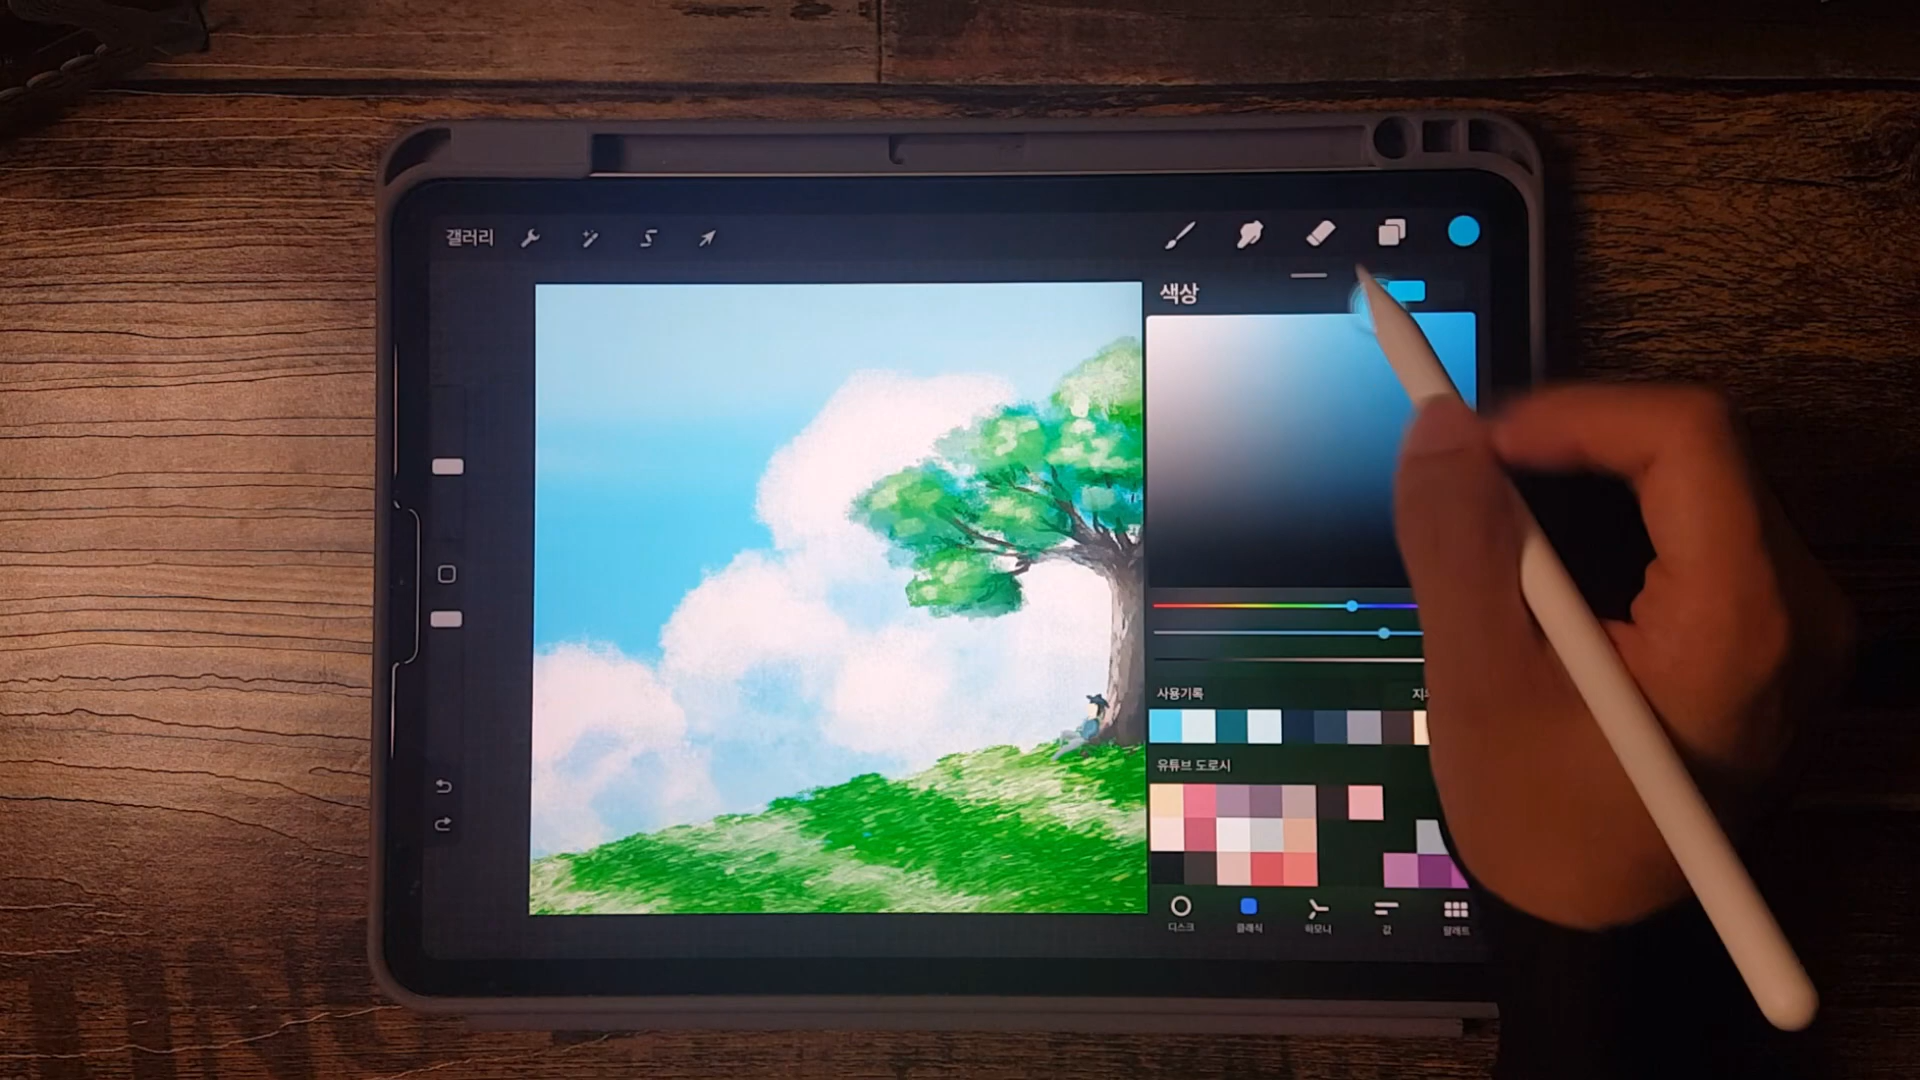 갤러리
색상
사용기록
유튜브 도로시
디스크
클래식
하모니
값
팔레트